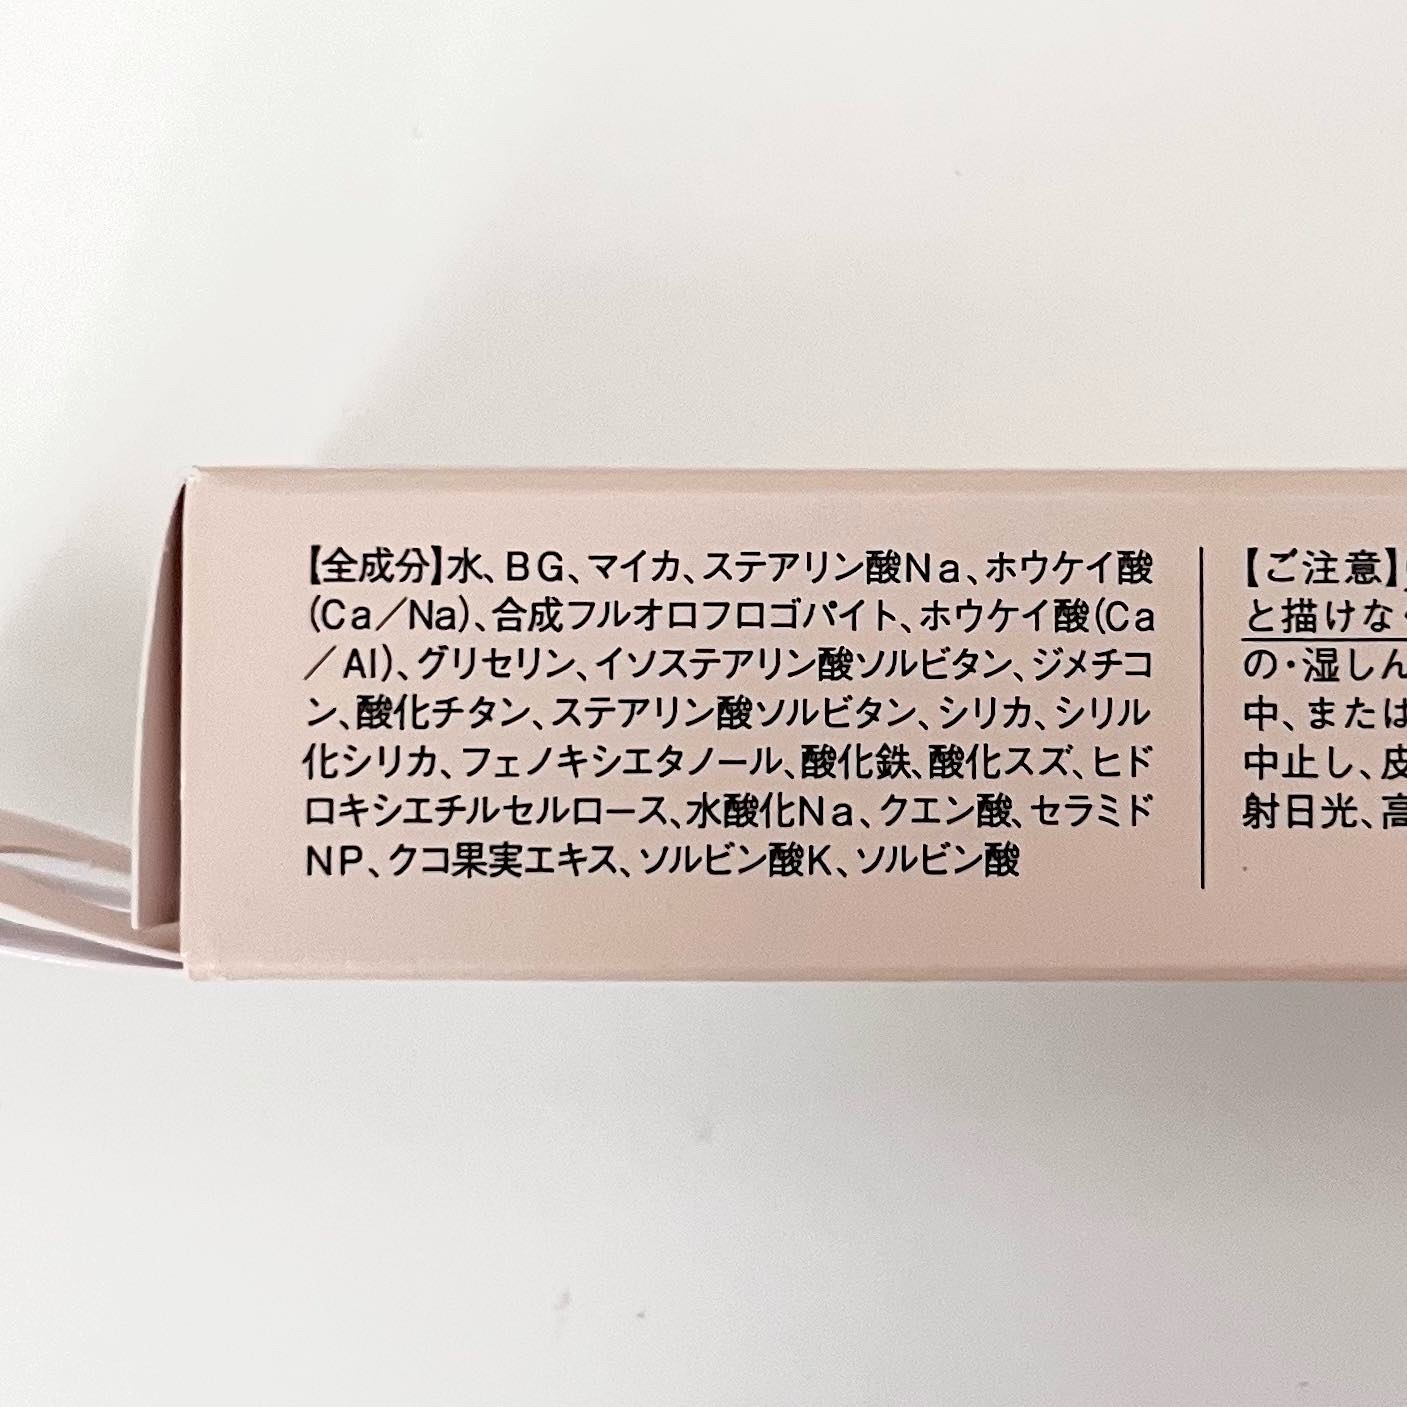 【全成分】水、BG、マイカ、ステアリン酸Na、ホウケイ酸
(Ca／Na)、合成フルオロフロゴパイト、ホウケイ酸(Ca
／Al)、グリセリン、イソステアリン酸ソルビタン、ジメチコ
ン、酸化チタン、ステアリン酸ソルビタン、シリカ、シリル
化シリカ、フェノキシエタノール、酸化鉄、酸化スズ、ヒド
ロキシエチルセルロース、水酸化Na、クエン酸、セラミド
NP、クコ果実エキス、ソルビン酸K、ソルビン酸
【ご注意】
と描けな
の・湿しん
中、または
中止し、皮
射日光、高